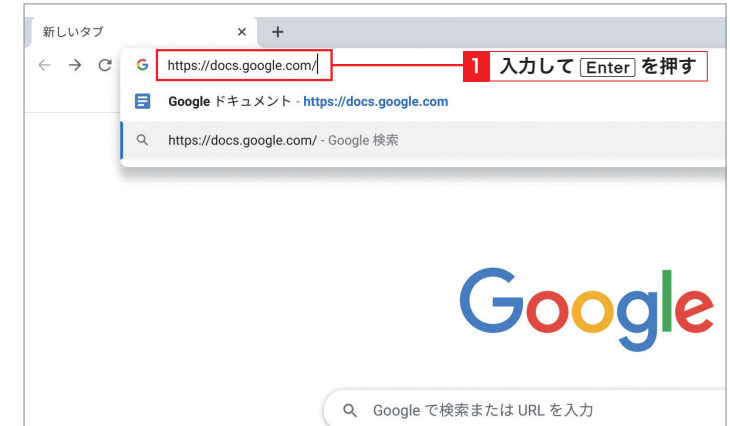 新しいタブ
https://docs.google.com/
1 入力して Enter を押す
Google ドキュメント - https://docs.google.com
https://docs.google.com/ - Google 検索
Google
Google で検索または URL を入力